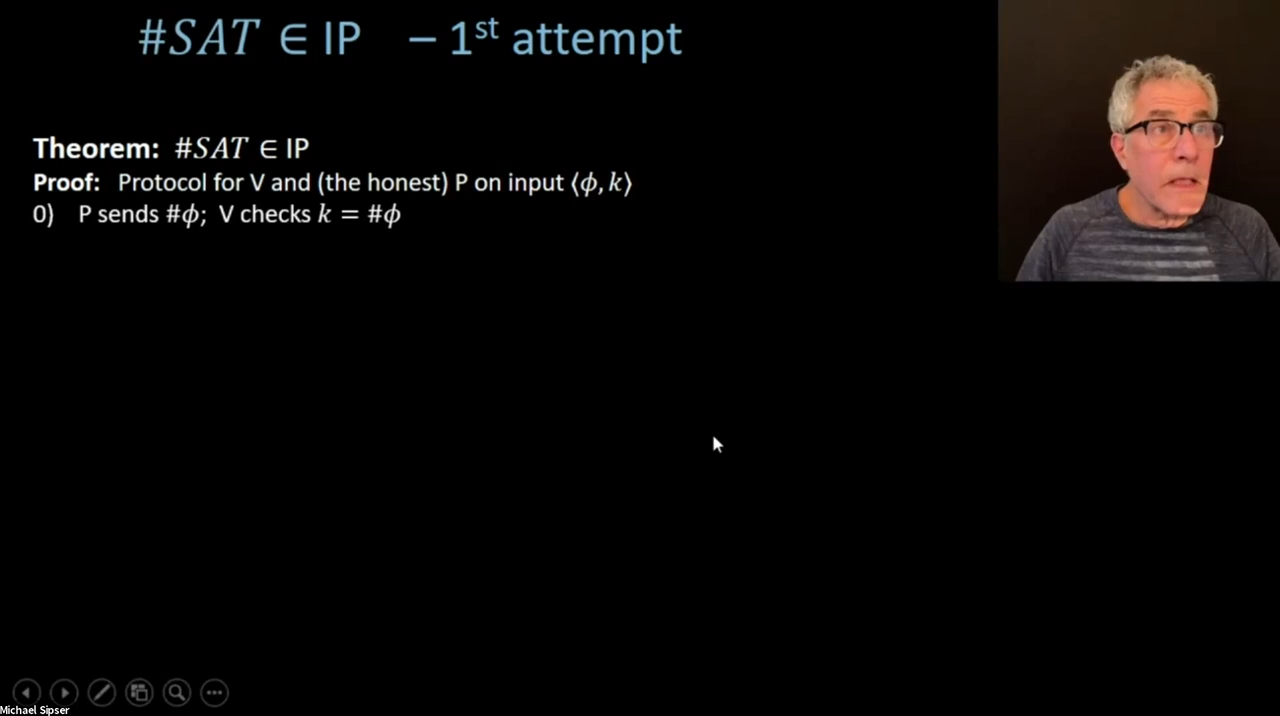 #SAT ∈ IP – 1st attempt
Theorem: #SAT ∈ IP
Proof: Protocol for V and (the honest) P on input ⟨ϕ, k⟩
0) P sends #ϕ; V checks k = #ϕ
Michael Sipser